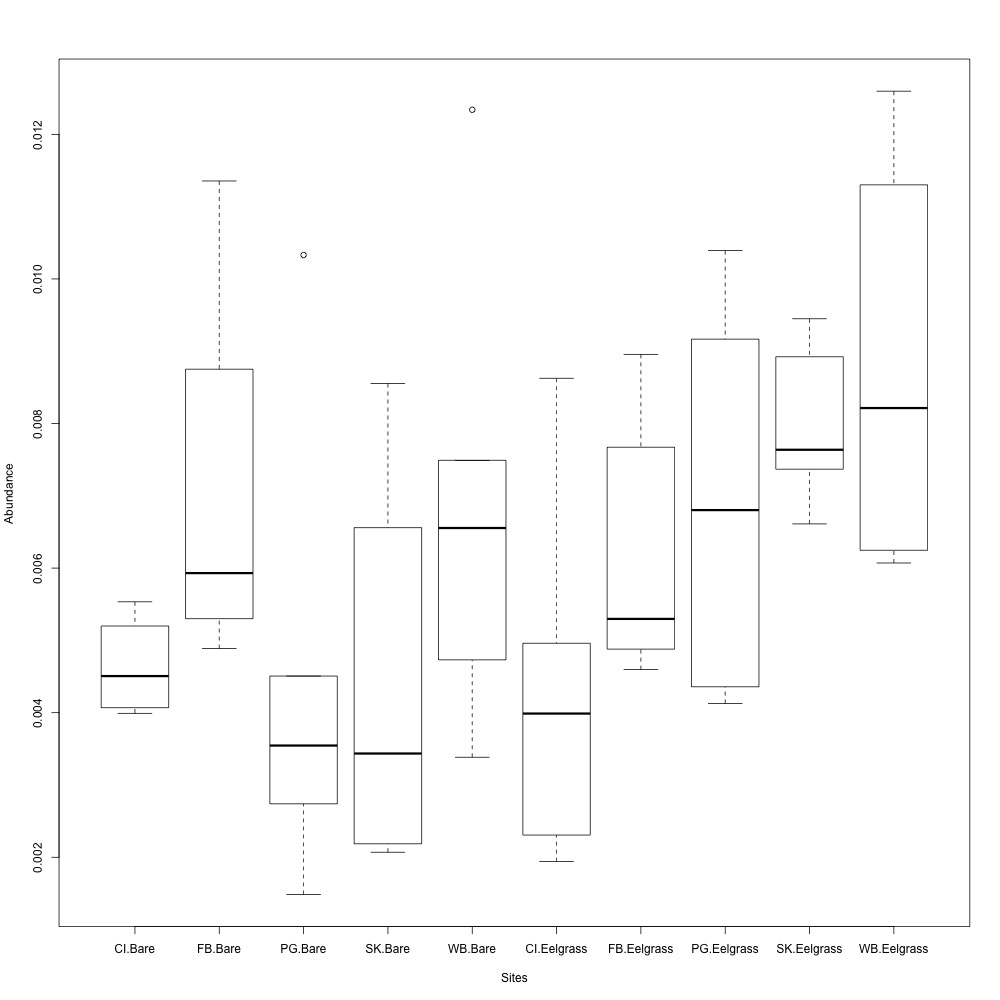 Abundance
0.012
0.010
0.008
0.006
0.004
0.002
CI.Bare FB.Bare PG.Bare SK.Bare WB.Bare CI.Eelgrass FB.Eelgrass PG.Eelgrass SK.Eelgrass WB.Eelgrass
Sites